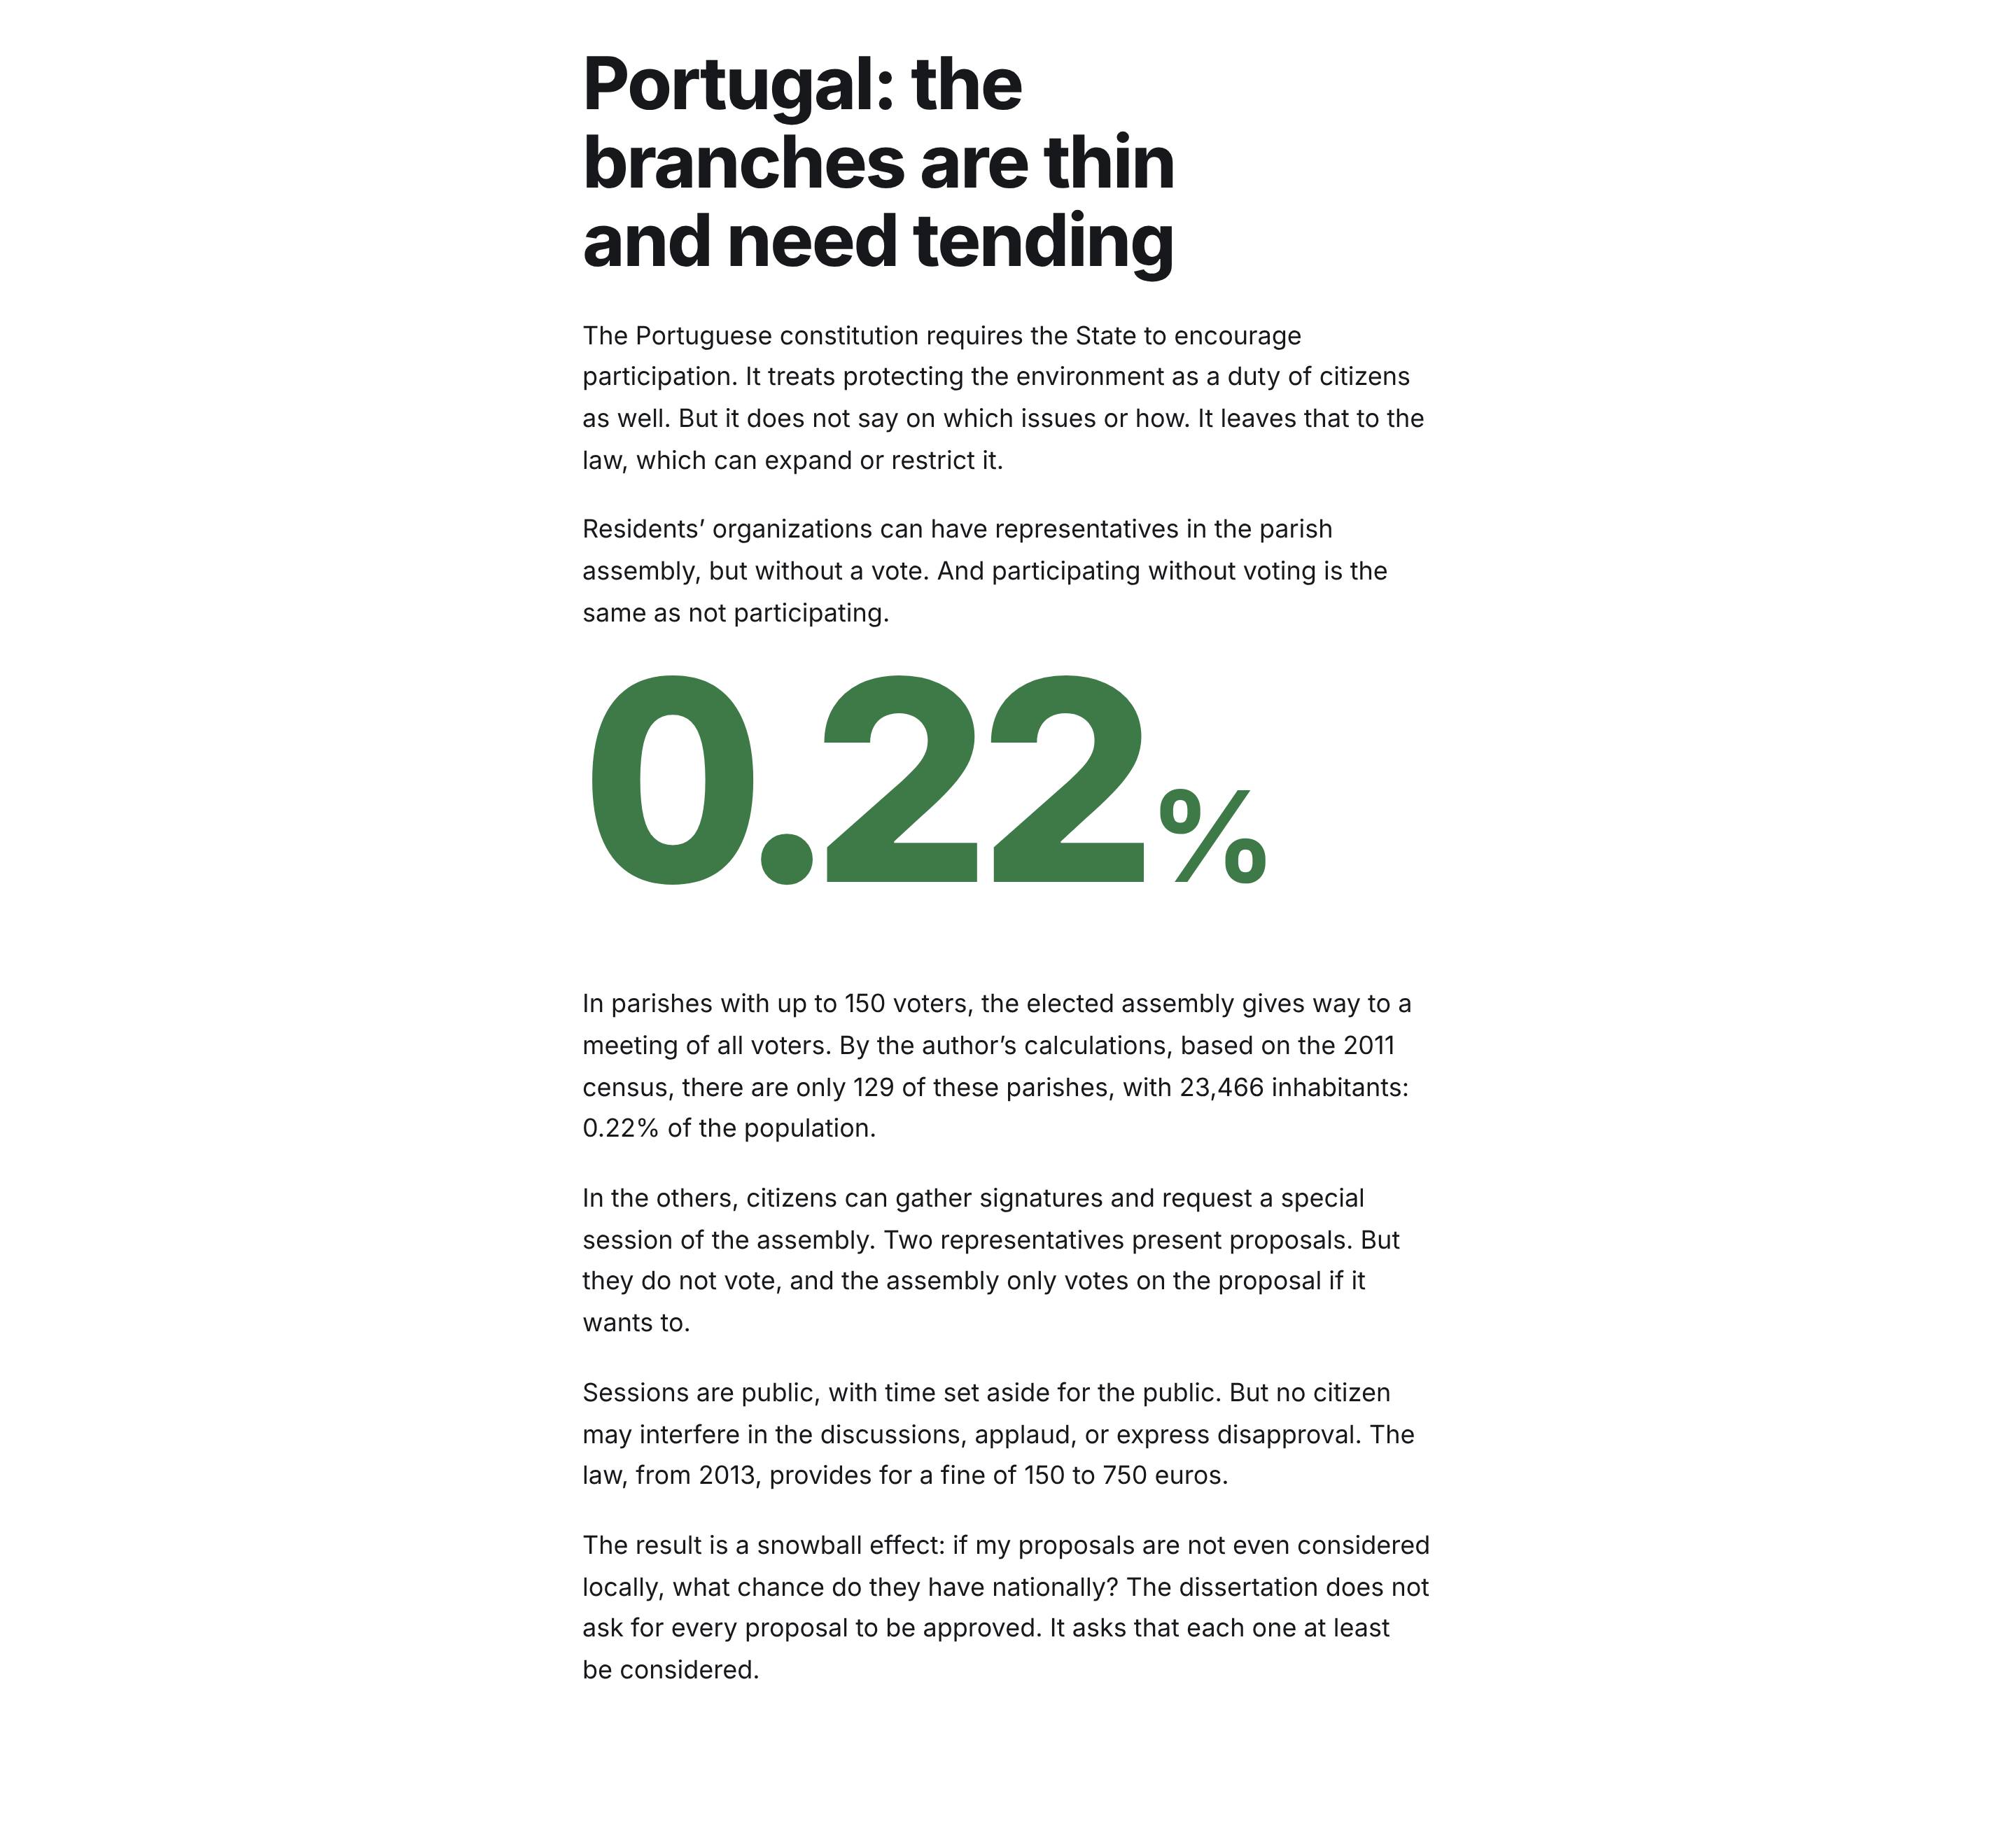 Portugal: the
branches are thin
and need tending
The Portuguese constitution requires the State to encourage
participation. It treats protecting the environment as a duty of citizens
as well. But it does not say on which issues or how. It leaves that to the
law, which can expand or restrict it.
Residents’ organizations can have representatives in the parish
assembly, but without a vote. And participating without voting is the
same as not participating.
0.22%
In parishes with up to 150 voters, the elected assembly gives way to a
meeting of all voters. By the author’s calculations, based on the 2011
census, there are only 129 of these parishes, with 23,466 inhabitants:
0.22% of the population.
In the others, citizens can gather signatures and request a special
session of the assembly. Two representatives present proposals. But
they do not vote, and the assembly only votes on the proposal if it
wants to.
Sessions are public, with time set aside for the public. But no citizen
may interfere in the discussions, applaud, or express disapproval. The
law, from 2013, provides for a fine of 150 to 750 euros.
The result is a snowball effect: if my proposals are not even considered
locally, what chance do they have nationally? The dissertation does not
ask for every proposal to be approved. It asks that each one at least
be considered.